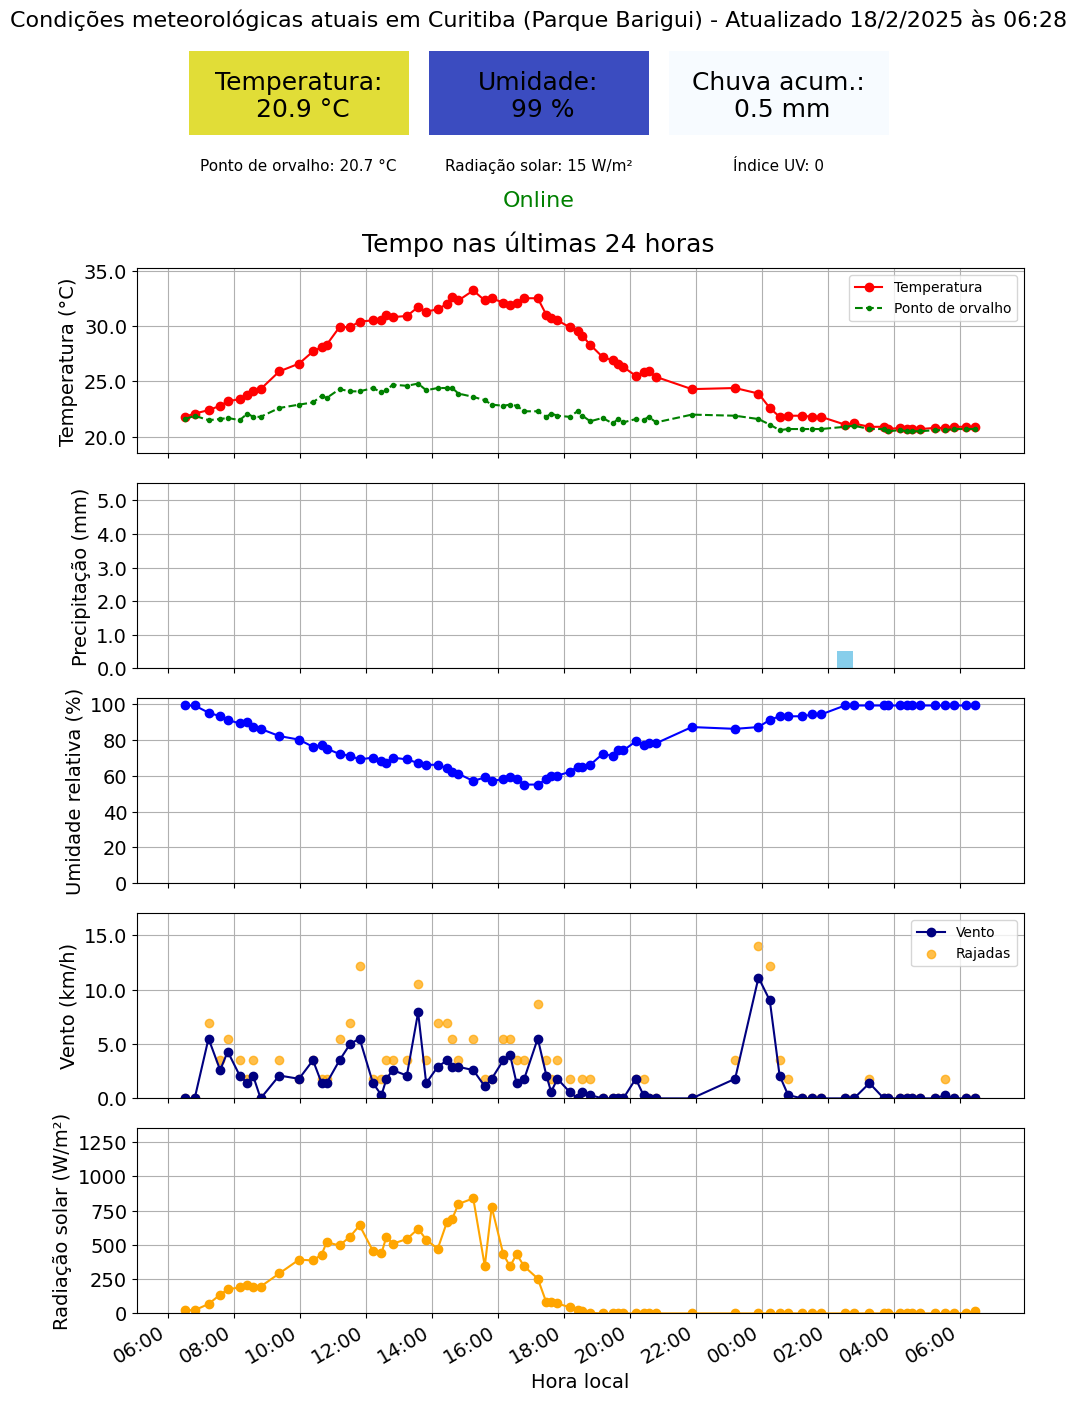 Condições meteorológicas atuais em Curitiba (Parque Barigui) - Atualizado 18/2/2025 às 06:28
Temperatura:
20.9 °C
Umidade:
99 %
Chuva acum.:
0.5 mm
Ponto de orvalho: 20.7 °C
Radiação solar: 15 W/m²
Índice UV: 0
Online
Tempo nas últimas 24 horas
Temperatura (°C)
35.0
30.0
25.0
20.0
Temperatura
Ponto de orvalho
Precipitação (mm)
5.0
4.0
3.0
2.0
1.0
0.0
Umidade relativa (%)
100
80
60
40
20
0
Vento (km/h)
15.0
10.0
5.0
0.0
Vento
Rajadas
Radiação solar (W/m²)
1250
1000
750
500
250
0
06:00
08:00
10:00
12:00
14:00
16:00
18:00
20:00
22:00
00:00
02:00
04:00
06:00
Hora local